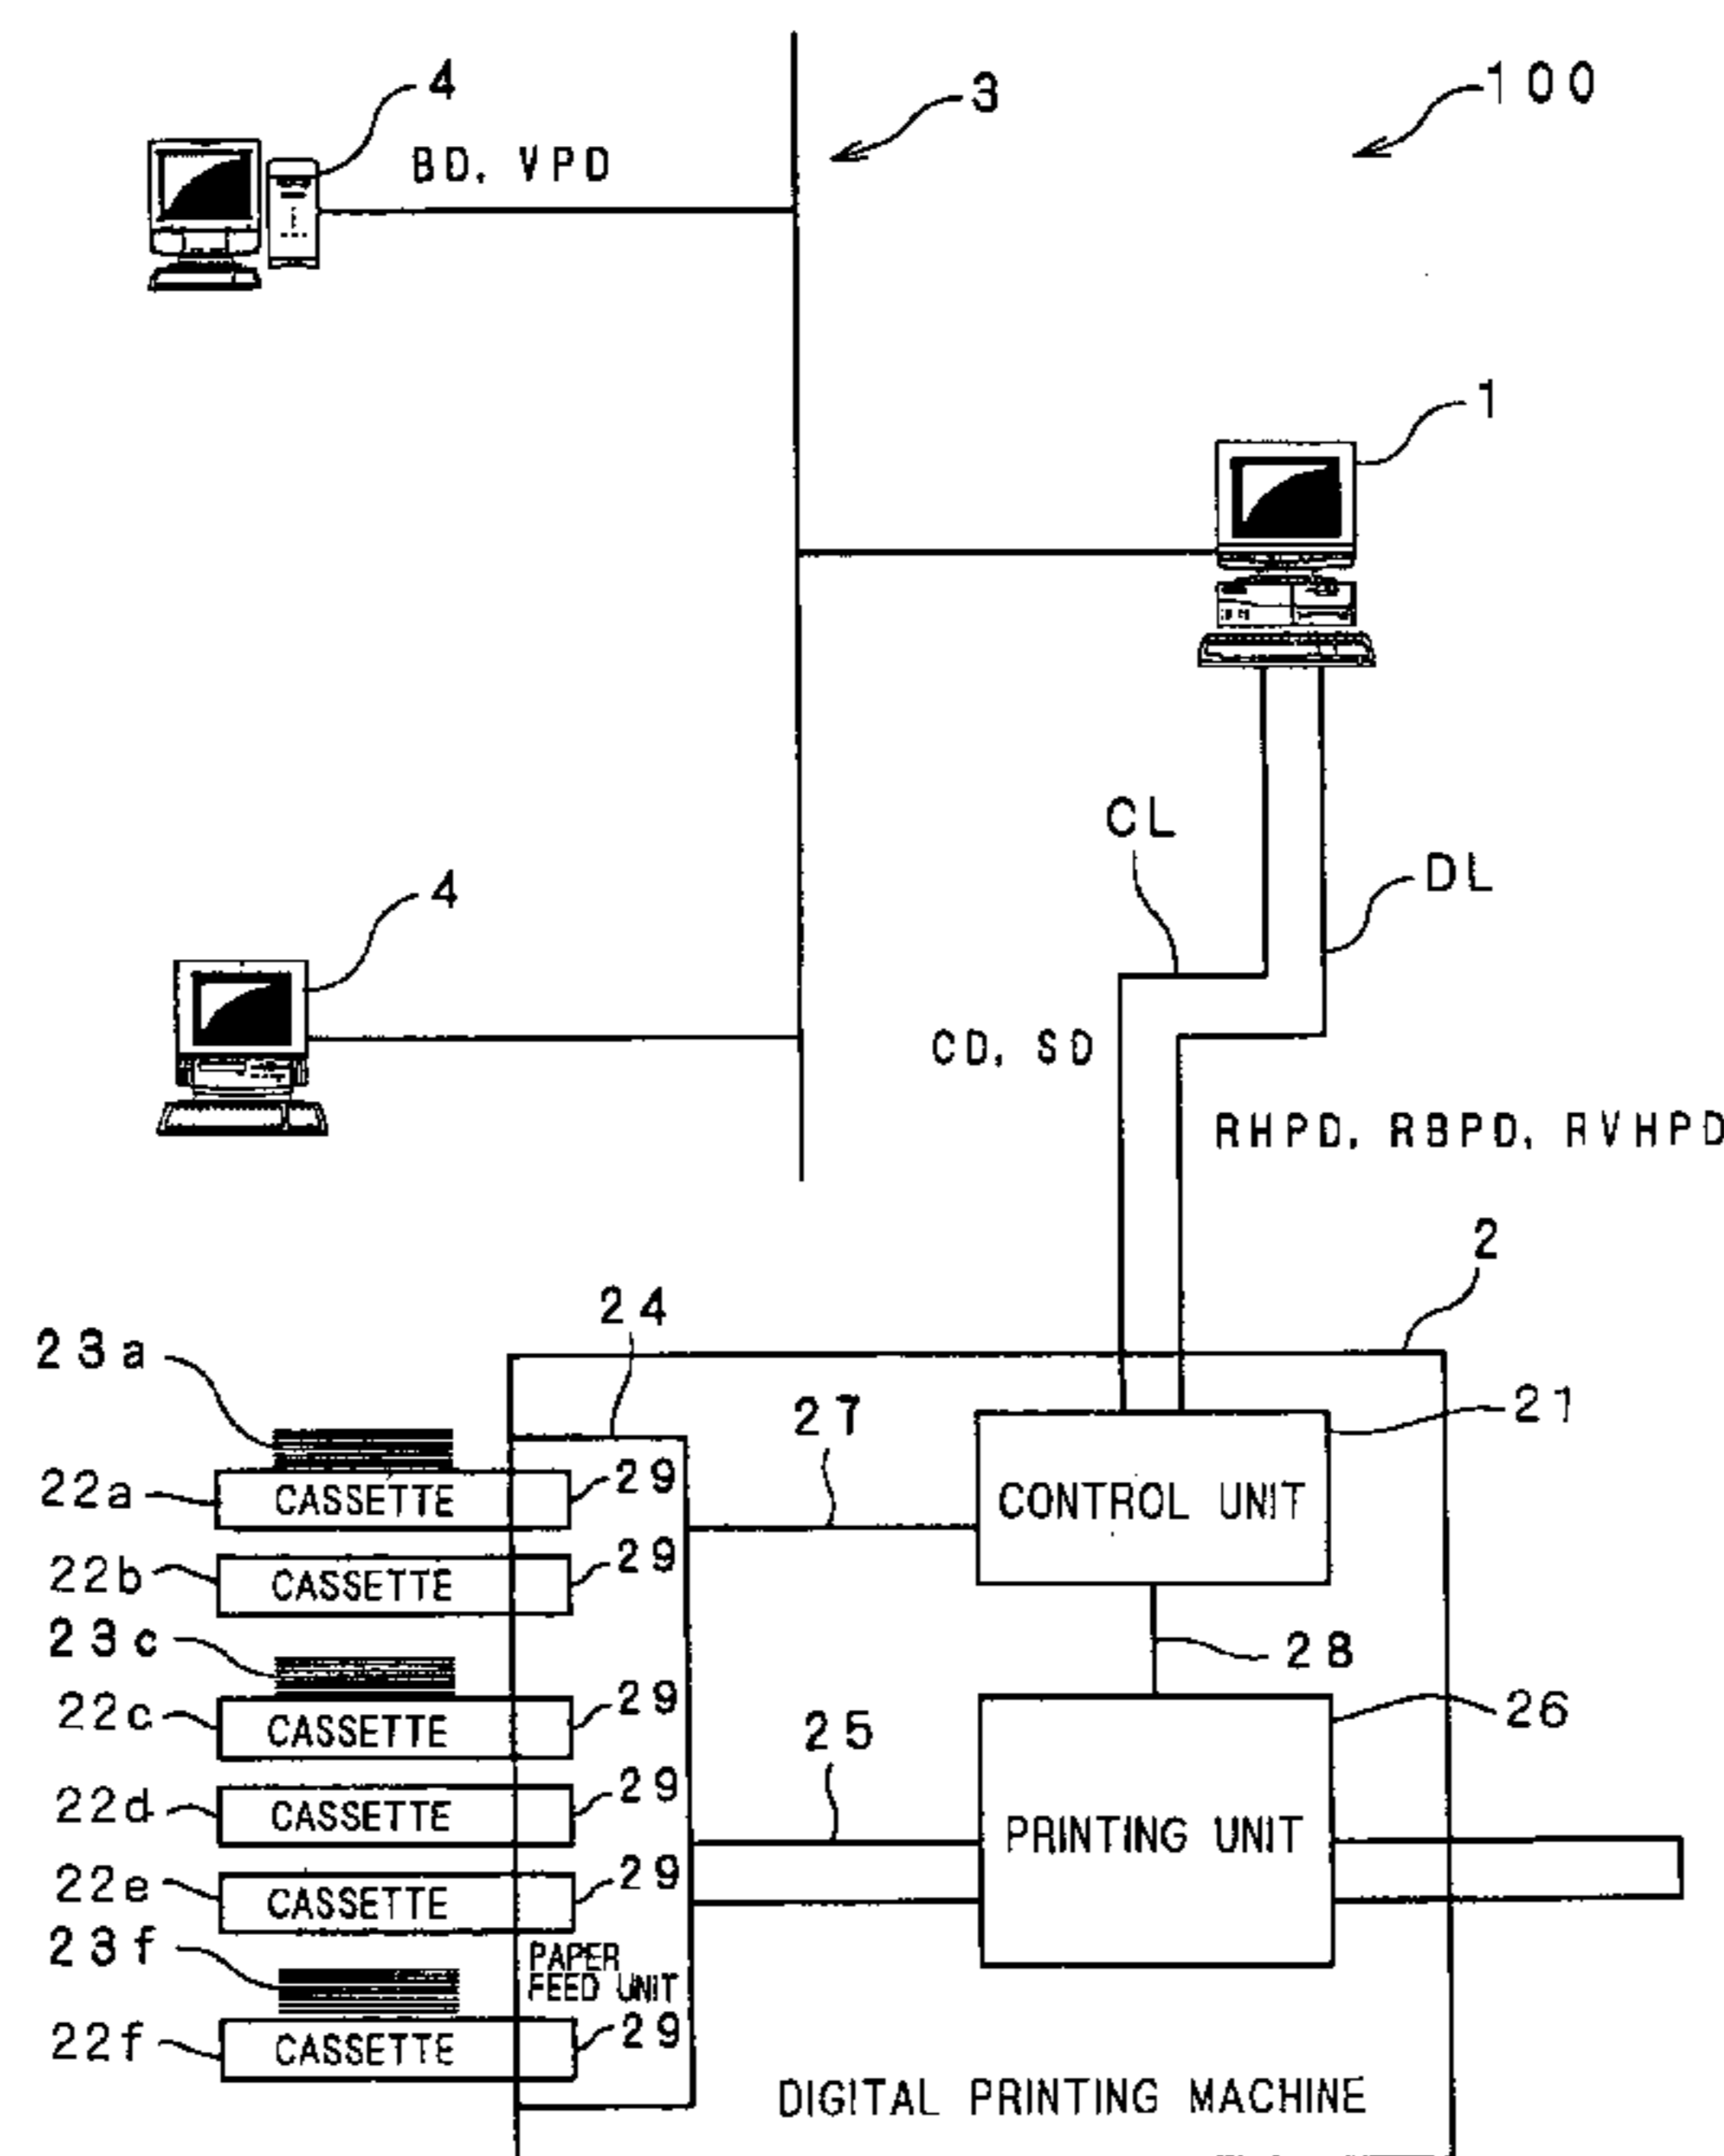 4
3
100
BD, VPD
1
CL
DL
4
CD, SD
RHPD, RBPD, RVHPD
2
24
23a
27
21
29
22a
CASSETTE
CONTROL UNIT
29
22b
CASSETTE
23c
28
29
22c
CASSETTE
26
25
29
22d
CASSETTE
PRINTING UNIT
29
22e
CASSETTE
23f
PAPER
FEED UNIT
29
22f
CASSETTE
DIGITAL PRINTING MACHINE